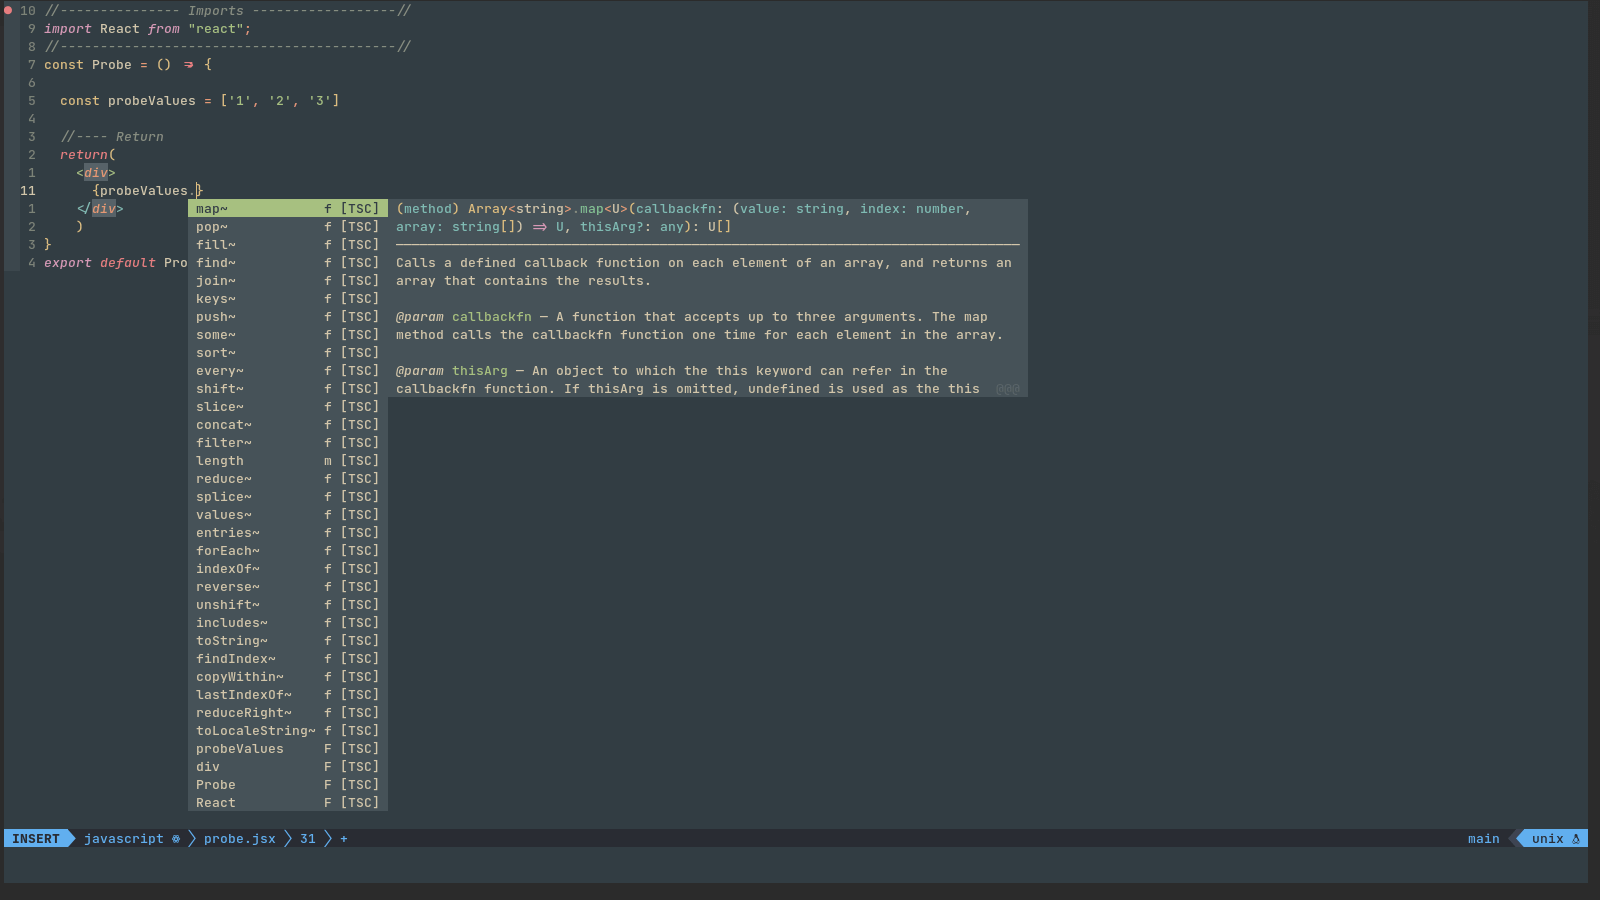 10 //--------------- Imports ------------------//
9 import React from "react";
8 //------------------------------------------//
7 const Probe = () => {
6
5 const probeValues = ['1', '2', '3']
4
3 //---- Return
2 return(
1 <div>
11 {probeValues.}
1 </div>
2 )
3 }
4 export default Pro
map~ f [TSC]
pop~ f [TSC]
fill~ f [TSC]
find~ f [TSC]
join~ f [TSC]
keys~ f [TSC]
push~ f [TSC]
some~ f [TSC]
sort~ f [TSC]
every~ f [TSC]
shift~ f [TSC]
slice~ f [TSC]
concat~ f [TSC]
filter~ f [TSC]
length m [TSC]
reduce~ f [TSC]
splice~ f [TSC]
values~ f [TSC]
entries~ f [TSC]
forEach~ f [TSC]
indexOf~ f [TSC]
reverse~ f [TSC]
unshift~ f [TSC]
includes~ f [TSC]
toString~ f [TSC]
findIndex~ f [TSC]
copyWithin~ f [TSC]
lastIndexOf~ f [TSC]
reduceRight~ f [TSC]
toLocaleString~ f [TSC]
probeValues F [TSC]
div F [TSC]
Probe F [TSC]
React F [TSC]
(method) Array<string>.map<U>(callbackfn: (value: string, index: number,
array: string[]) => U, thisArg?: any): U[]
Calls a defined callback function on each element of an array, and returns an
array that contains the results.
@param callbackfn — A function that accepts up to three arguments. The map
method calls the callbackfn function one time for each element in the array.
@param thisArg — An object to which the this keyword can refer in the
callbackfn function. If thisArg is omitted, undefined is used as the this @@@
INSERT javascript probe.jsx 31 + main unix